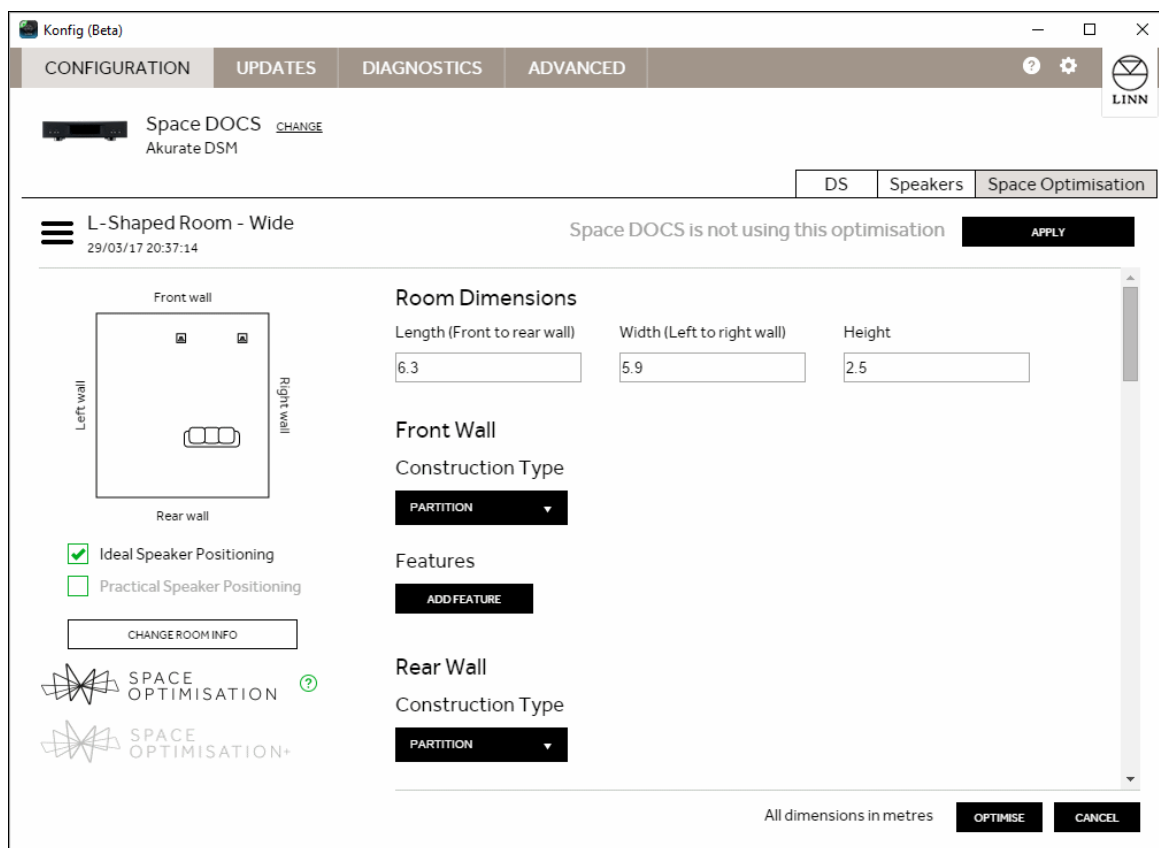 Konfig (Beta)
CONFIGURATION UPDATES DIAGNOSTICS ADVANCED ?
LINN
Space DOCS CHANGE
Akurate DSM
DS Speakers Space Optimisation
L-Shaped Room - Wide
29/03/17 20:37:14
Space DOCS is not using this optimisation APPLY
Front wall
Left wall
Right wall
Rear wall
Ideal Speaker Positioning
Practical Speaker Positioning
CHANGE ROOM INFO
SPACE
OPTIMISATION ?
SPACE
OPTIMISATION+
Room Dimensions
Length (Front to rear wall) Width (Left to right wall) Height
6.3 5.9 2.5
Front Wall
Construction Type
PARTITION
Features
ADD FEATURE
Rear Wall
Construction Type
PARTITION
All dimensions in metres OPTIMISE CANCEL